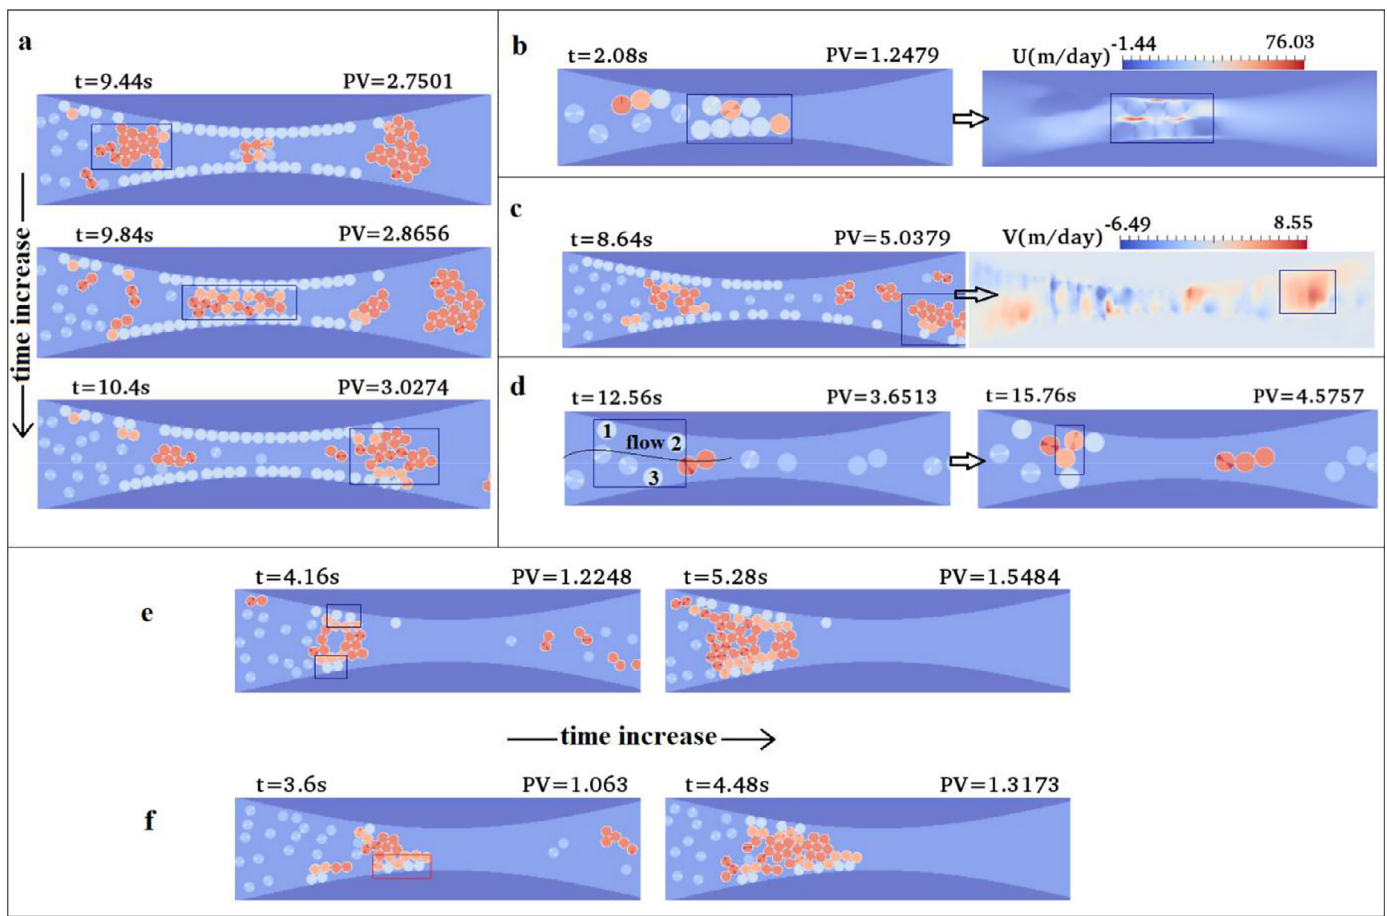 a
t=9.44s PV=2.7501
t=9.84s PV=2.8656
t=10.4s PV=3.0274
time increase
b
t=2.08s PV=1.2479
U(m/day) -1.44 76.03
c
t=8.64s PV=5.0379
V(m/day) -6.49 8.55
d
t=12.56s PV=3.6513
1
flow 2
3
t=15.76s PV=4.5757
e
t=4.16s PV=1.2248
t=5.28s PV=1.5484
time increase
f
t=3.6s PV=1.063
t=4.48s PV=1.3173